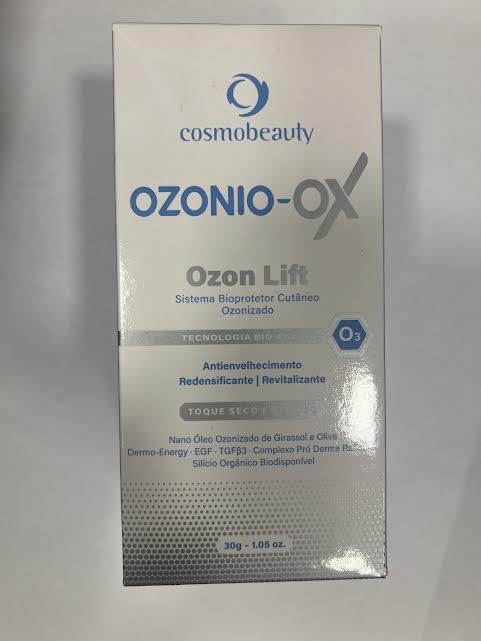 cosmobeauty
OZONIO-OX
Ozon Lift
Sistema Bioprotetor Cutâneo
Ozonizado
TECNOLOGIA
O3
Antienvelhecimento
Redensificante | Revitalizante
TOQUE SECO
Nano Óleo Ozonizado de Girassol e Oliva
Dermo-Energy · EGF · TGFβ3 · Complexo Pró Derme
Silício Orgânico Biodisponível
30g - 1.05 oz.